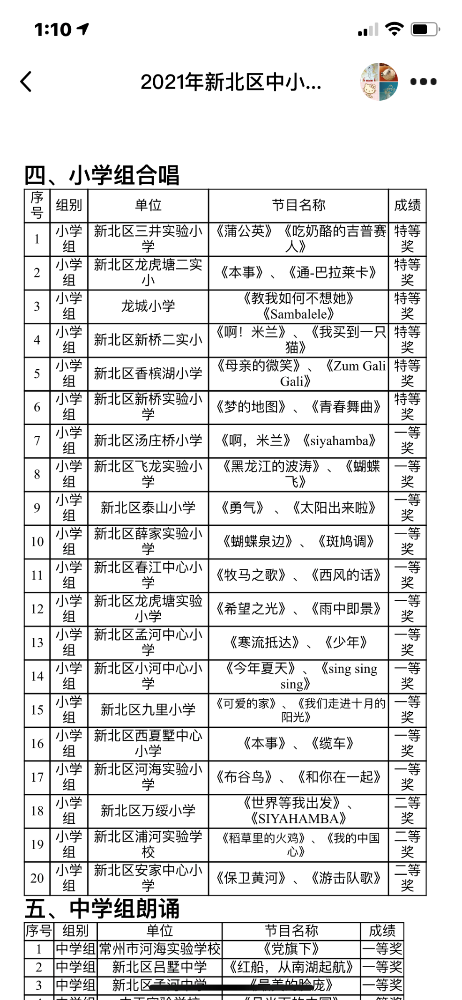 1:10
2021年新北区中小...
四、小学组合唱
序号 组别 单位 节目名称 成绩
1 小学组 新北区三井实验小学 《蒲公英》《吃奶酪的吉普赛人》 特等奖
2 小学组 新北区龙虎塘二实小 《本事》、《通-巴拉莱卡》 特等奖
3 小学组 龙城小学 《教我如何不想她》《Sambalele》 特等奖
4 小学组 新北区新桥二实小 《啊！米兰》、《我买到一只猫》 特等奖
5 小学组 新北区香槟湖小学 《母亲的微笑》、《Zum Gali Gali》 特等奖
6 小学组 新北区新桥实验小学 《梦的地图》、《青春舞曲》 特等奖
7 小学组 新北区汤庄桥小学 《啊，米兰》《siyahamba》 一等奖
8 小学组 新北区飞龙实验小学 《黑龙江的波涛》、《蝴蝶飞》 一等奖
9 小学组 新北区泰山小学 《勇气》、《太阳出来啦》 一等奖
10 小学组 新北区薛家实验小学 《蝴蝶泉边》、《斑鸠调》 一等奖
11 小学组 新北区春江中心小学 《牧马之歌》、《西风的话》 一等奖
12 小学组 新北区龙虎塘实验小学 《希望之光》、《雨中即景》 一等奖
13 小学组 新北区孟河中心小学 《寒流抵达》、《少年》 一等奖
14 小学组 新北区小河中心小学 《今年夏天》、《sing sing sing》 一等奖
15 小学组 新北区九里小学 《可爱的家》、《我们走进十月的阳光》 一等奖
16 小学组 新北区西夏墅中心小学 《本事》、《缆车》 一等奖
17 小学组 新北区河海实验小学 《布谷鸟》、《和你在一起》 一等奖
18 小学组 新北区万绥小学 《世界等我出发》、《SIYAHAMBA》 二等奖
19 小学组 新北区浦河实验学校 《稻草里的火鸡》、《我的中国心》 二等奖
20 小学组 新北区安家中心小学 《保卫黄河》、《游击队歌》 二等奖
五、中学组朗诵
序号 组别 单位 节目名称 成绩
1 中学组 常州市河海实验学校 《党旗下》 一等奖
2 中学组 新北区吕墅中学 《红船，从南湖起航》 一等奖
3 中学组 新北区孟河中学 《最美的脸庞》 一等奖